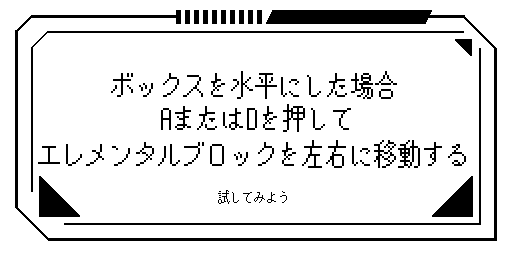 ボックスを水平にした場合
AまたはDを押して
エレメンタルブロックを左右に移動する
試してみよう